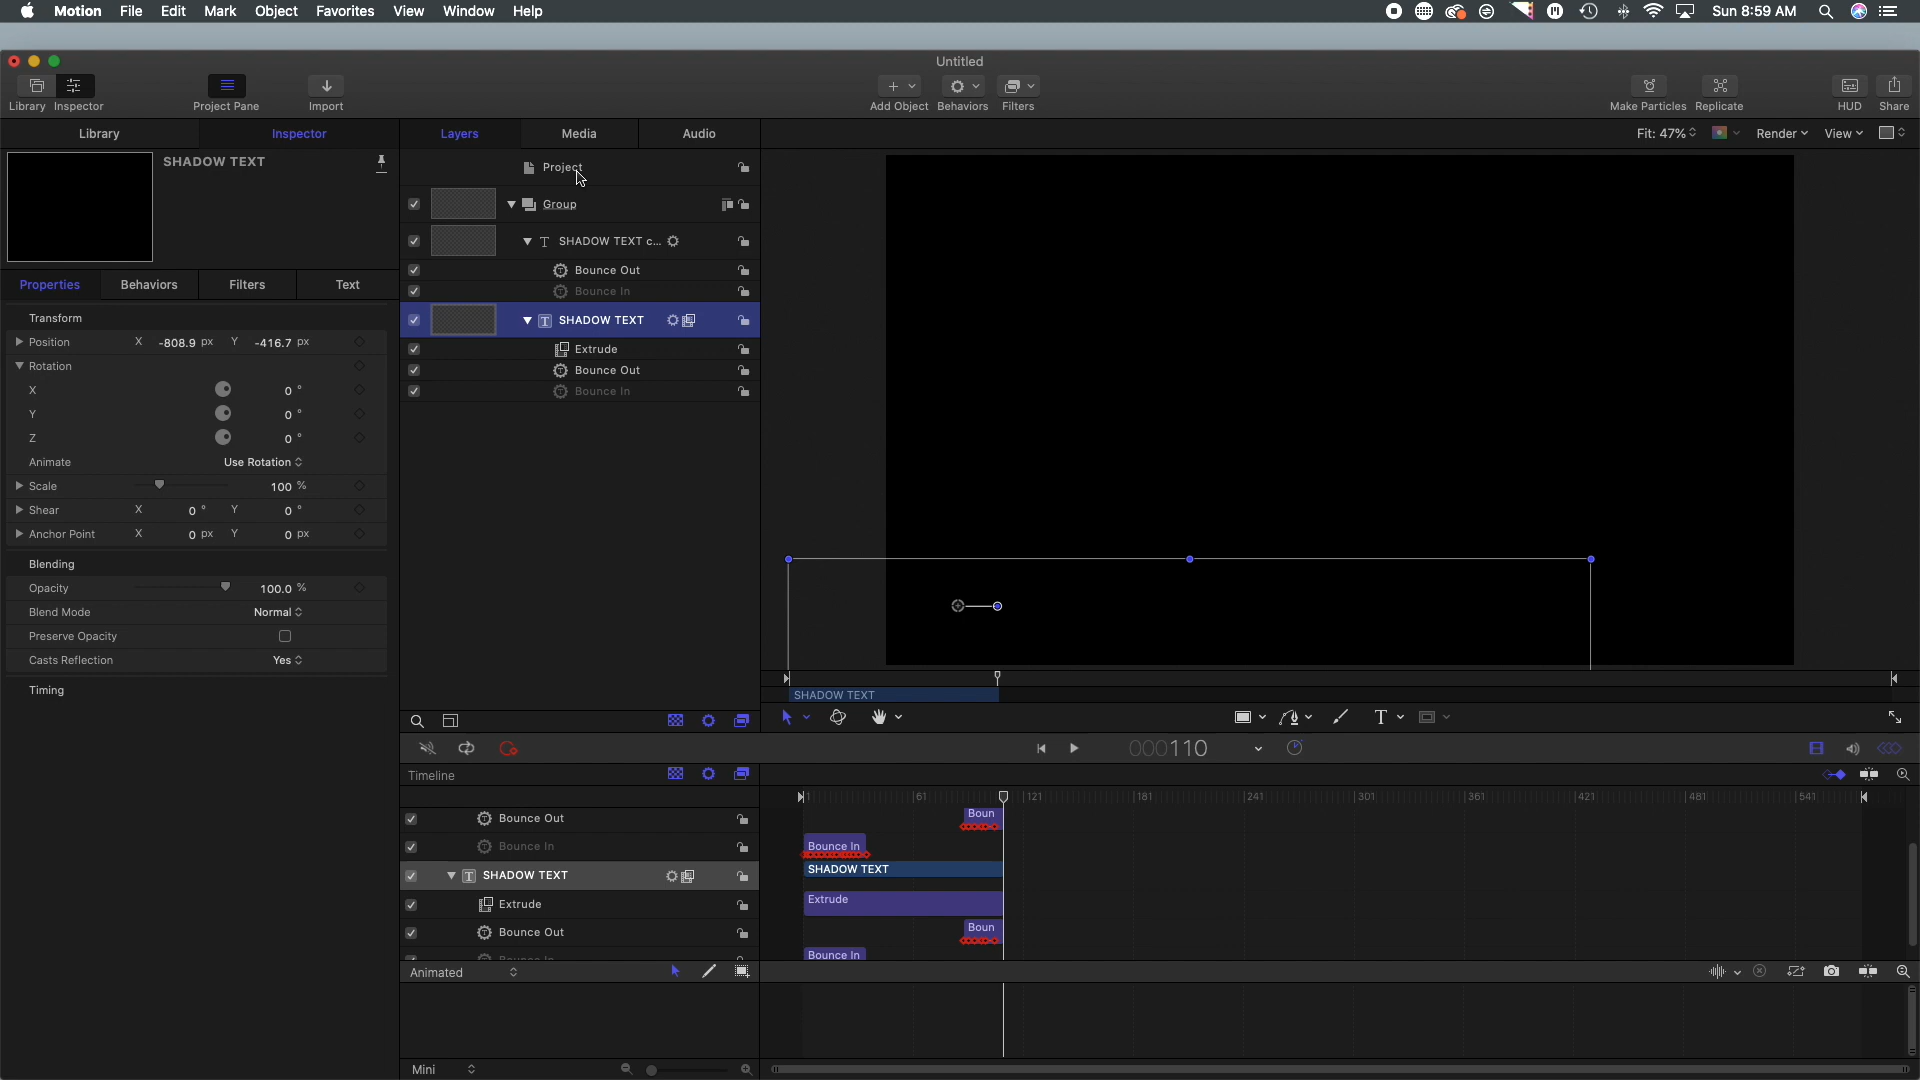 Motion File Edit Mark Object Favorites View Window Help
Sun 8:59 AM
Untitled
Library Inspector Project Pane Import Add Object Behaviors Filters Make Particles Replicate HUD Share
Library Inspector Layers Media Audio Fit: 47% Render View
SHADOW TEXT
Project
Group
SHADOW TEXT c...
Bounce Out
Bounce In
SHADOW TEXT
Extrude
Bounce Out
Bounce In
Properties Behaviors Filters Text
Transform
Position X -808.9 px Y -416.7 px
Rotation
X 0 °
Y 0 °
Z 0 °
Animate Use Rotation
Scale 100 %
Shear X 0 ° Y 0 °
Anchor Point X 0 px Y 0 px
Blending
Opacity 100.0 %
Blend Mode Normal
Preserve Opacity
Casts Reflection Yes
Timing
SHADOW TEXT
T
000110
Timeline
1 61 121 181 241 301 361 421 481 541
Bounce Out Boun
Bounce In Bounce In
SHADOW TEXT SHADOW TEXT
Extrude Extrude
Bounce Out Boun
Bounce In Bounce In
Animated
Mini